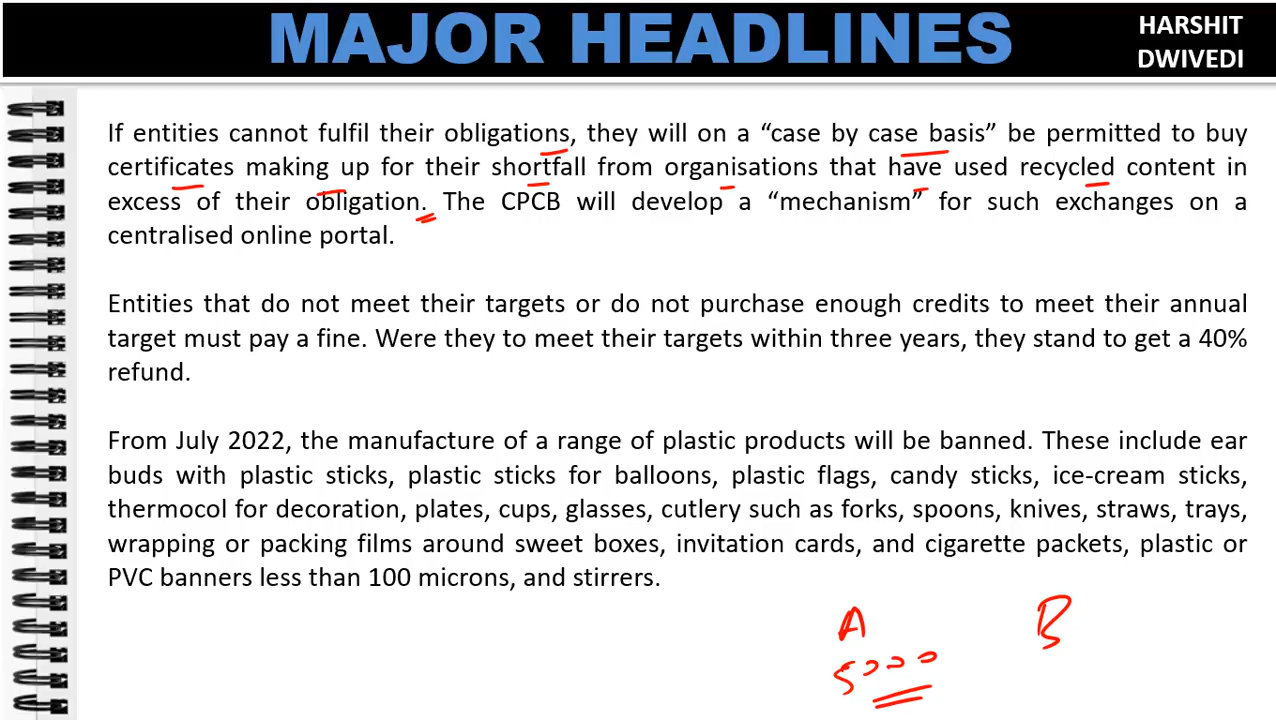 MAJOR HEADLINES
HARSHIT
DWIVEDI
If entities cannot fulfil their obligations, they will on a “case by case basis” be permitted to buy
certificates making up for their shortfall from organisations that have used recycled content in
excess of their obligation. The CPCB will develop a “mechanism” for such exchanges on a
centralised online portal.
Entities that do not meet their targets or do not purchase enough credits to meet their annual
target must pay a fine. Were they to meet their targets within three years, they stand to get a 40%
refund.
From July 2022, the manufacture of a range of plastic products will be banned. These include ear
buds with plastic sticks, plastic sticks for balloons, plastic flags, candy sticks, ice-cream sticks,
thermocol for decoration, plates, cups, glasses, cutlery such as forks, spoons, knives, straws, trays,
wrapping or packing films around sweet boxes, invitation cards, and cigarette packets, plastic or
PVC banners less than 100 microns, and stirrers.
A B
5000